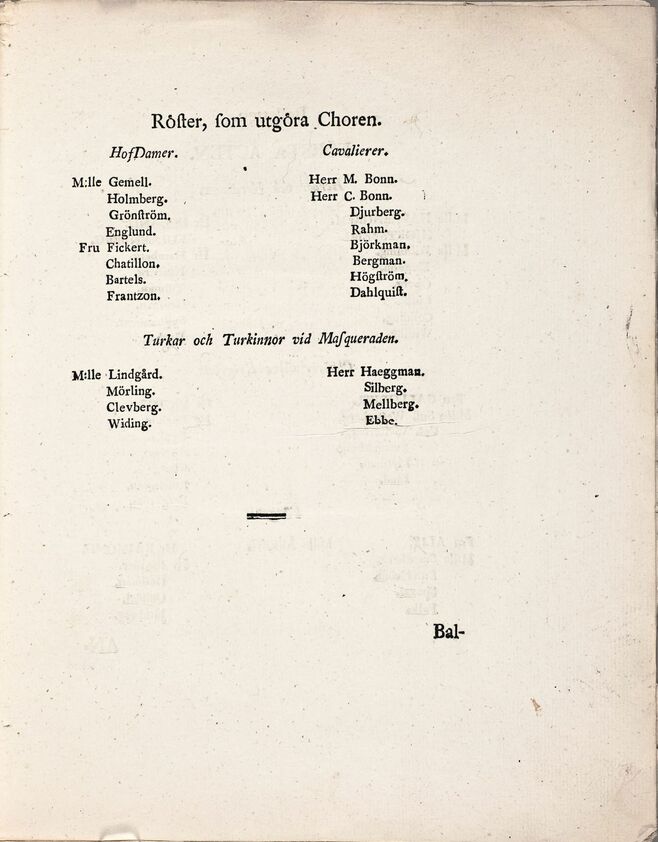 Röſter, ſom utgöra Choren.
HofDamer.
M:lle Gemell.
Holmberg.
Grönſtröm.
Englund.
Fru Fickert.
Chatillon.
Bartels.
Frantzon.
Cavalierer.
Herr M. Bonn.
Herr C. Bonn.
Djurberg.
Rahm.
Björkman.
Bergman.
Högſtröm.
Dahlquiſt.
Turkar och Turkinnor vid Maſqueraden.
M:lle Lindgård.
Mörling.
Clevberg.
Widing.
Herr Haeggman.
Silberg.
Mellberg.
Ebbe.
Bal-